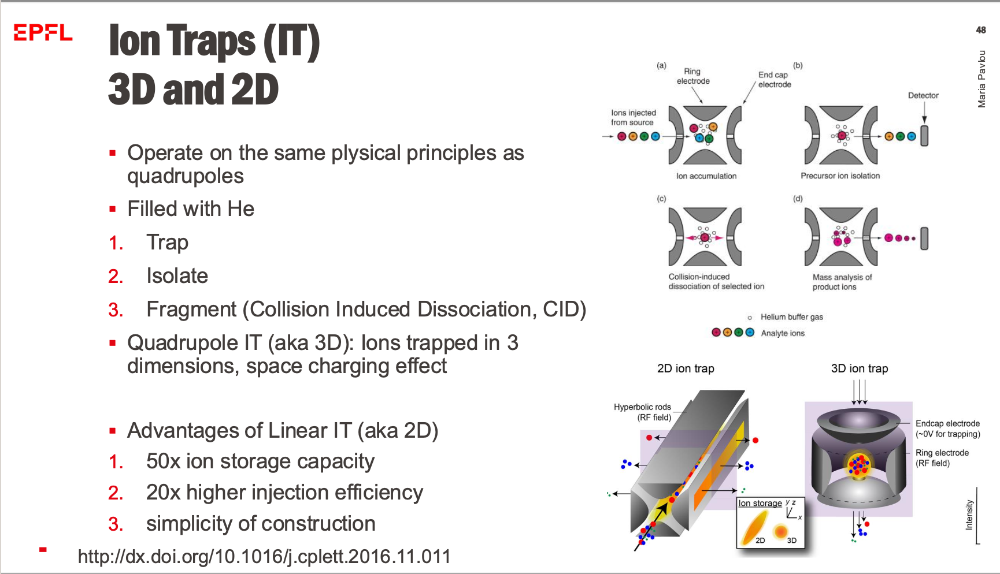 EPFL
Ion Traps (IT)
3D and 2D
48
Maria Pavlou
▪ Operate on the same plysical principles as
quadrupoles
▪ Filled with He
1. Trap
2. Isolate
3. Fragment (Collision Induced Dissociation, CID)
▪ Quadrupole IT (aka 3D): Ions trapped in 3
dimensions, space charging effect
▪ Advantages of Linear IT (aka 2D)
1. 50x ion storage capacity
2. 20x higher injection efficiency
3. simplicity of construction
http://dx.doi.org/10.1016/j.cplett.2016.11.011
(a)
Ring
electrode
End cap
electrode
Ions injected
from source
Ion accumulation
(b)
Detector
Precursor ion isolation
(c)
Collision-induced
dissociation of selected ion
(d)
Mass analysis of
product ions
Helium buffer gas
Analyte ions
2D ion trap
Hyperbolic rods
(RF field)
3D ion trap
Endcap electrode
(~0V for trapping)
Ring electrode
(RF field)
Ion storage
y z
x
2D
3D
Intensity